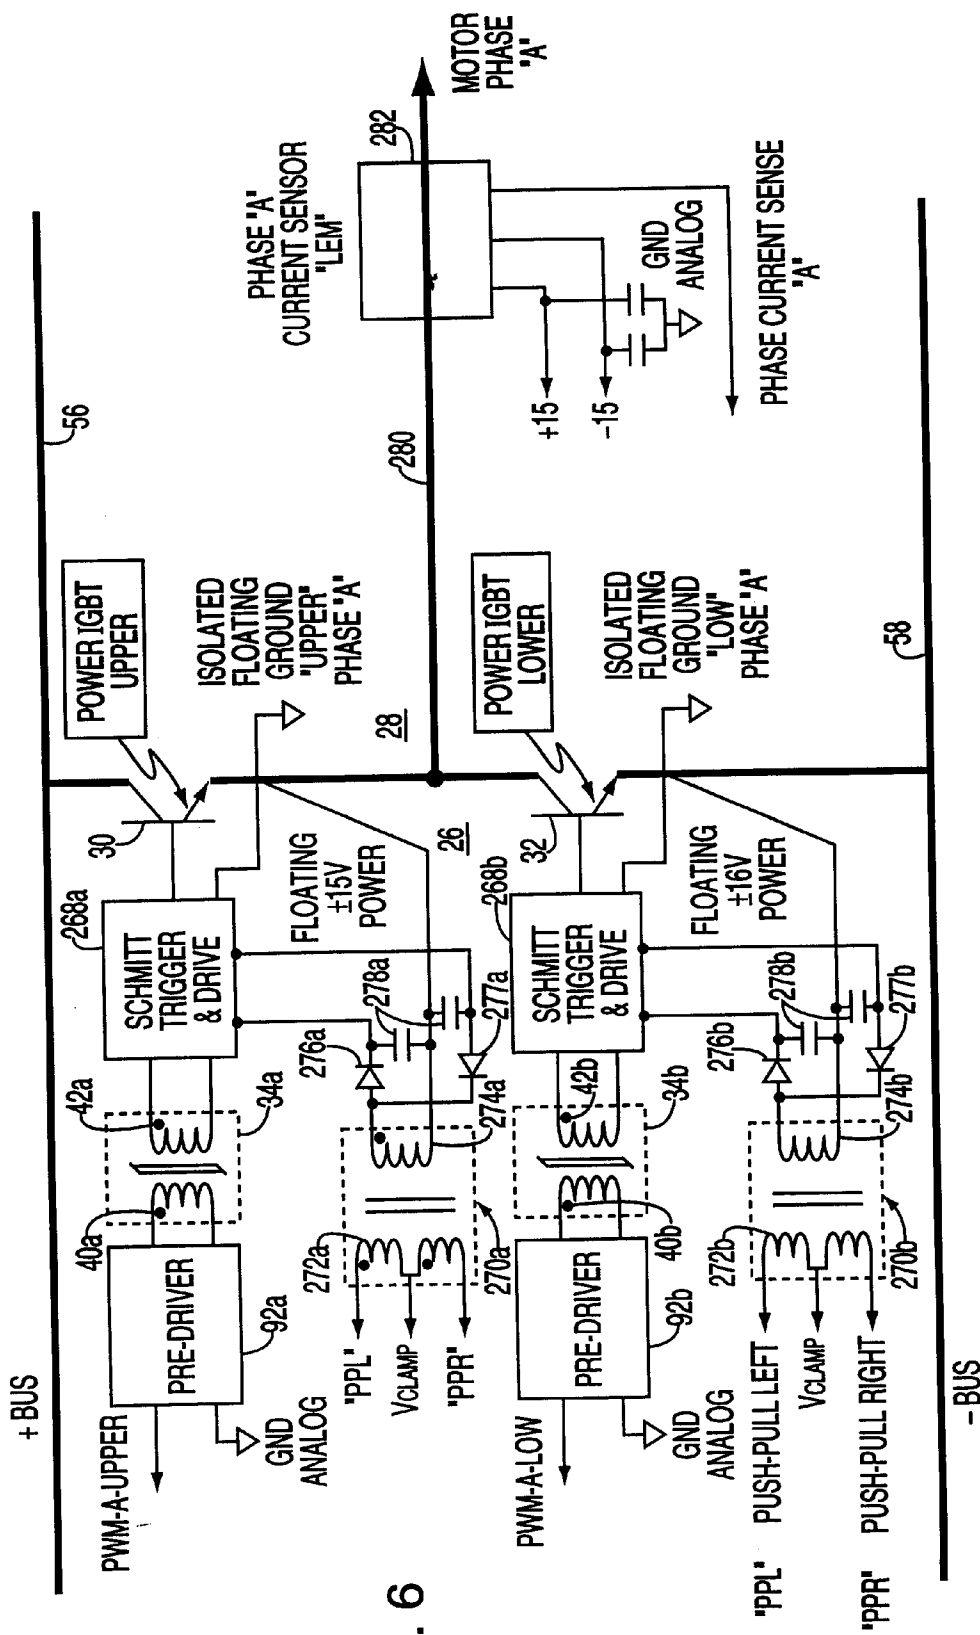 + BUS
56
PWM-A-UPPER
GND
ANALOG
PRE-DRIVER
92a
40a
42a
34a
SCHMITT
TRIGGER
& DRIVE
268a
30
POWER IGBT
UPPER
ISOLATED
FLOATING
GROUND
"UPPER"
PHASE "A"
28
"PPL"
VCLAMP
"PPR"
272a
270a
274a
276a
278a
277a
FLOATING
±15V
POWER
26
280
PHASE "A"
CURRENT SENSOR
"LEM"
282
MOTOR
PHASE
"A"
+15
-15
GND
ANALOG
PHASE CURRENT SENSE
"A"
PWM-A-LOW
GND
ANALOG
PRE-DRIVER
92b
40b
42b
34b
SCHMITT
TRIGGER
& DRIVE
268b
32
POWER IGBT
LOWER
ISOLATED
FLOATING
GROUND
"LOW"
PHASE "A"
"PPL" PUSH-PULL LEFT
VCLAMP
"PPR" PUSH-PULL RIGHT
272b
270b
274b
276b
278b
277b
FLOATING
±16V
POWER
58
- BUS
. 6